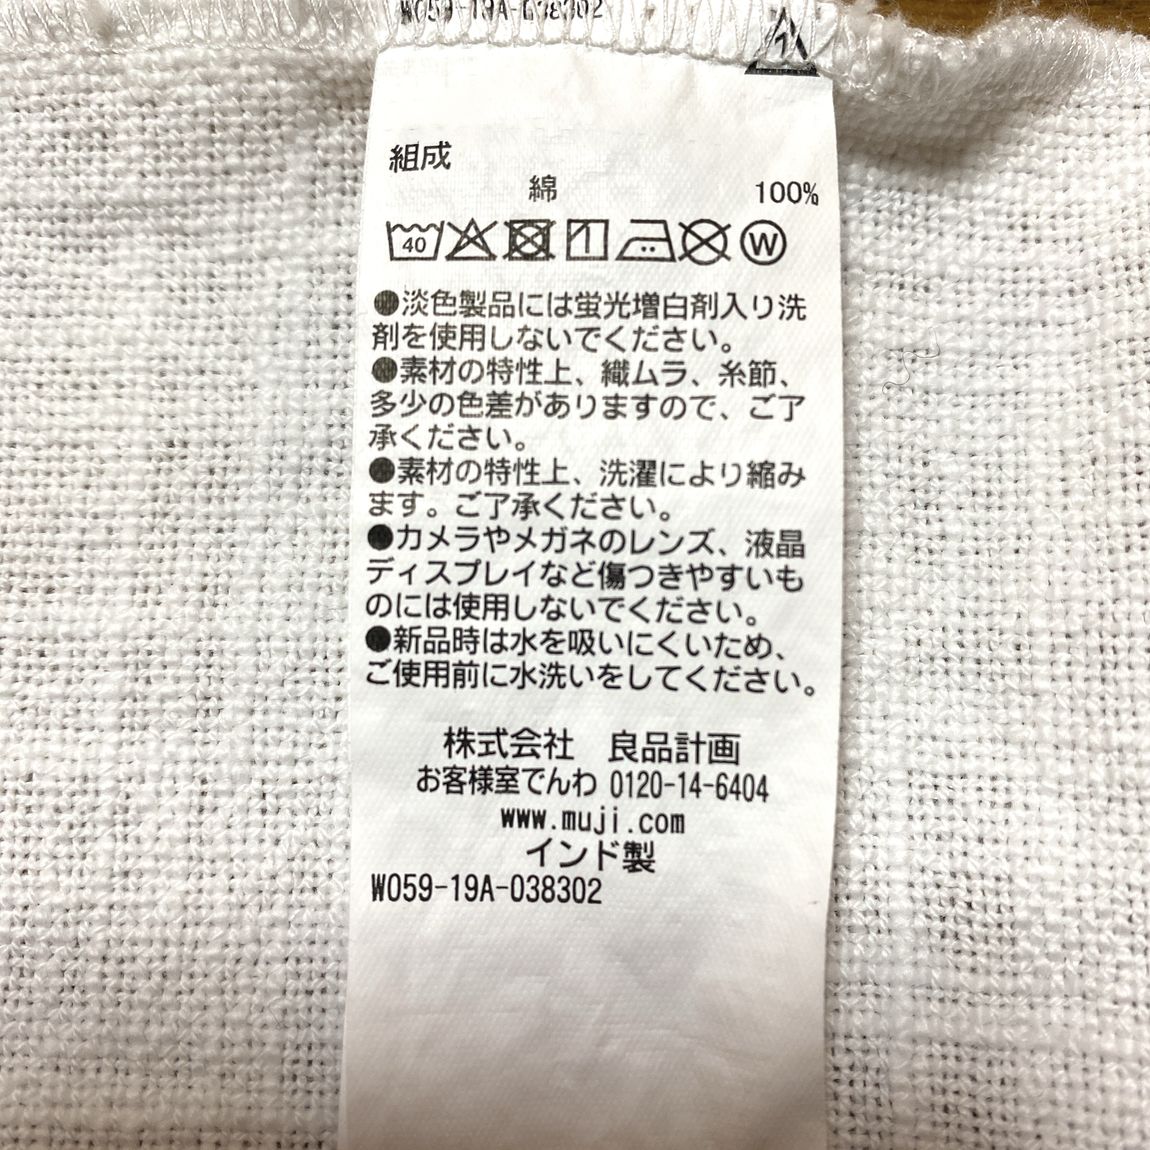 W059-19A-038302
組成
綿 100%
40 W
●淡色製品には蛍光増白剤入り洗
剤を使用しないでください。
●素材の特性上、織ムラ、糸節、
多少の色差がありますので、ご了
承ください。
●素材の特性上、洗濯により縮み
ます。ご了承ください。
●カメラやメガネのレンズ、液晶
ディスプレイなど傷つきやすいも
のには使用しないでください。
●新品時は水を吸いにくいため、
ご使用前に水洗いをしてください。
株式会社 良品計画
お客様室でんわ 0120-14-6404
www.muji.com
インド製
W059-19A-038302